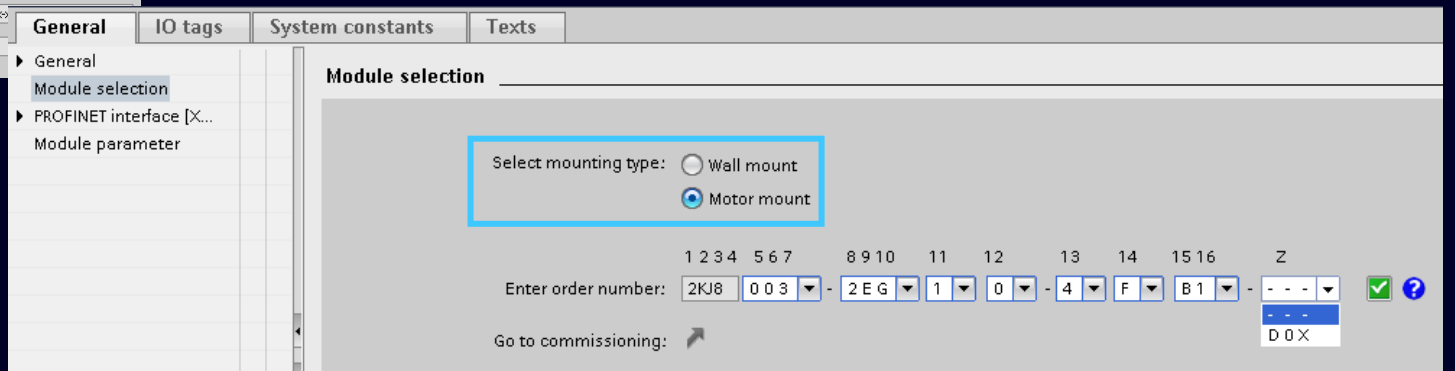 General IO tags System constants Texts
General
Module selection
PROFINET interface [X...
Module parameter
Module selection
Select mounting type: Wall mount
Motor mount
1 2 3 4 5 6 7 8 9 10 11 12 13 14 15 16 Z
Enter order number: 2KJ8 0 0 3 - 2 E G 1 0 - 4 F B 1 - - - -
- - -
D 0 X
Go to commissioning: